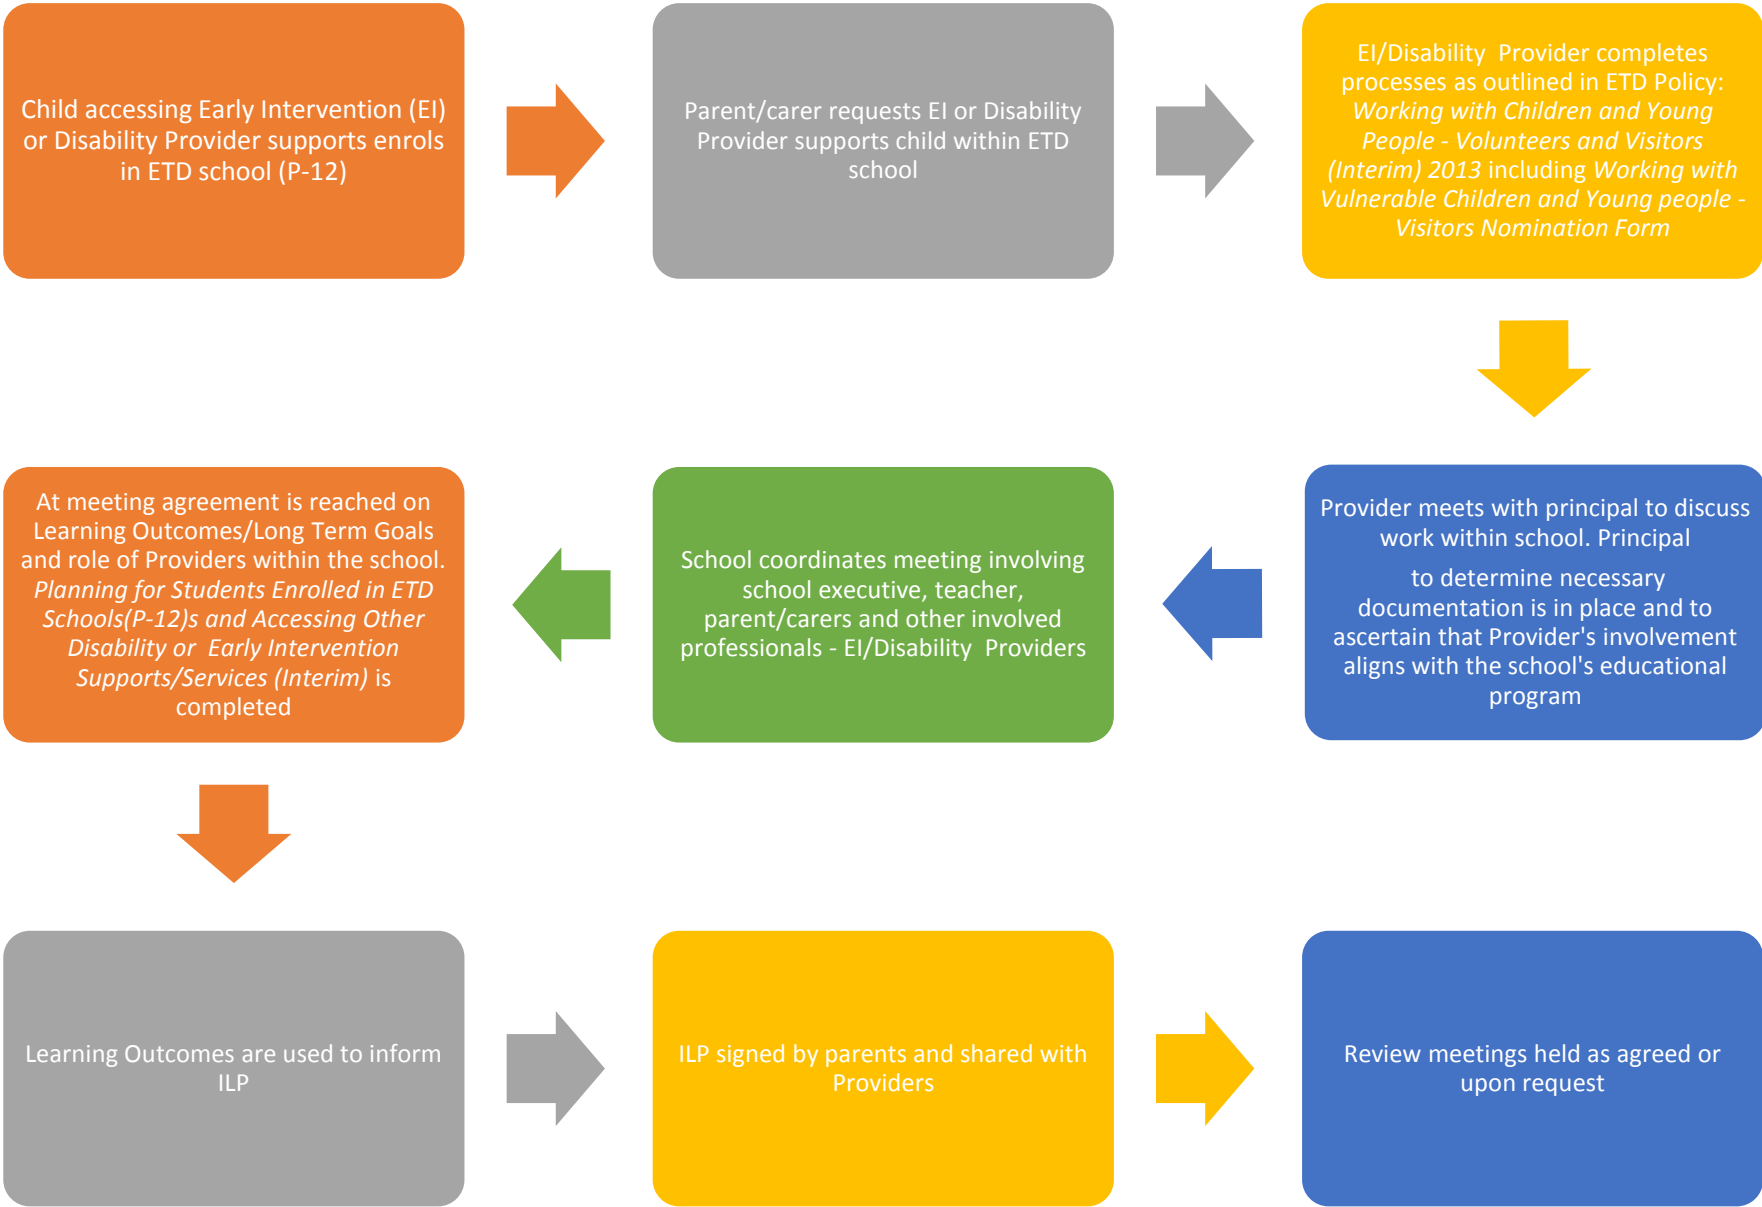 Child accessing Early Intervention (EI)
or Disability Provider supports enrols
in ETD school (P-12)
Parent/carer requests EI or Disability
Provider supports child within ETD
school
EI/Disability  Provider completes
processes as outlined in ETD Policy:
Working with Children and Young
People - Volunteers and Visitors
(Interim) 2013 including Working with
Vulnerable Children and Young people -
Visitors Nomination Form
Provider meets with principal to discuss
work within school. Principal
to determine necessary
documentation is in place and to
ascertain that Provider's involvement
aligns with the school's educational
program
School coordinates meeting involving
school executive, teacher,
parent/carers and other involved
professionals - EI/Disability  Providers
At meeting agreement is reached on
Learning Outcomes/Long Term Goals
and role of Providers within the school.
Planning for Students Enrolled in ETD
Schools(P-12)s and Accessing Other
Disability or  Early Intervention
Supports/Services (Interim) is
completed
Learning Outcomes are used to inform
ILP
ILP signed by parents and shared with
Providers
Review meetings held as agreed or
upon request